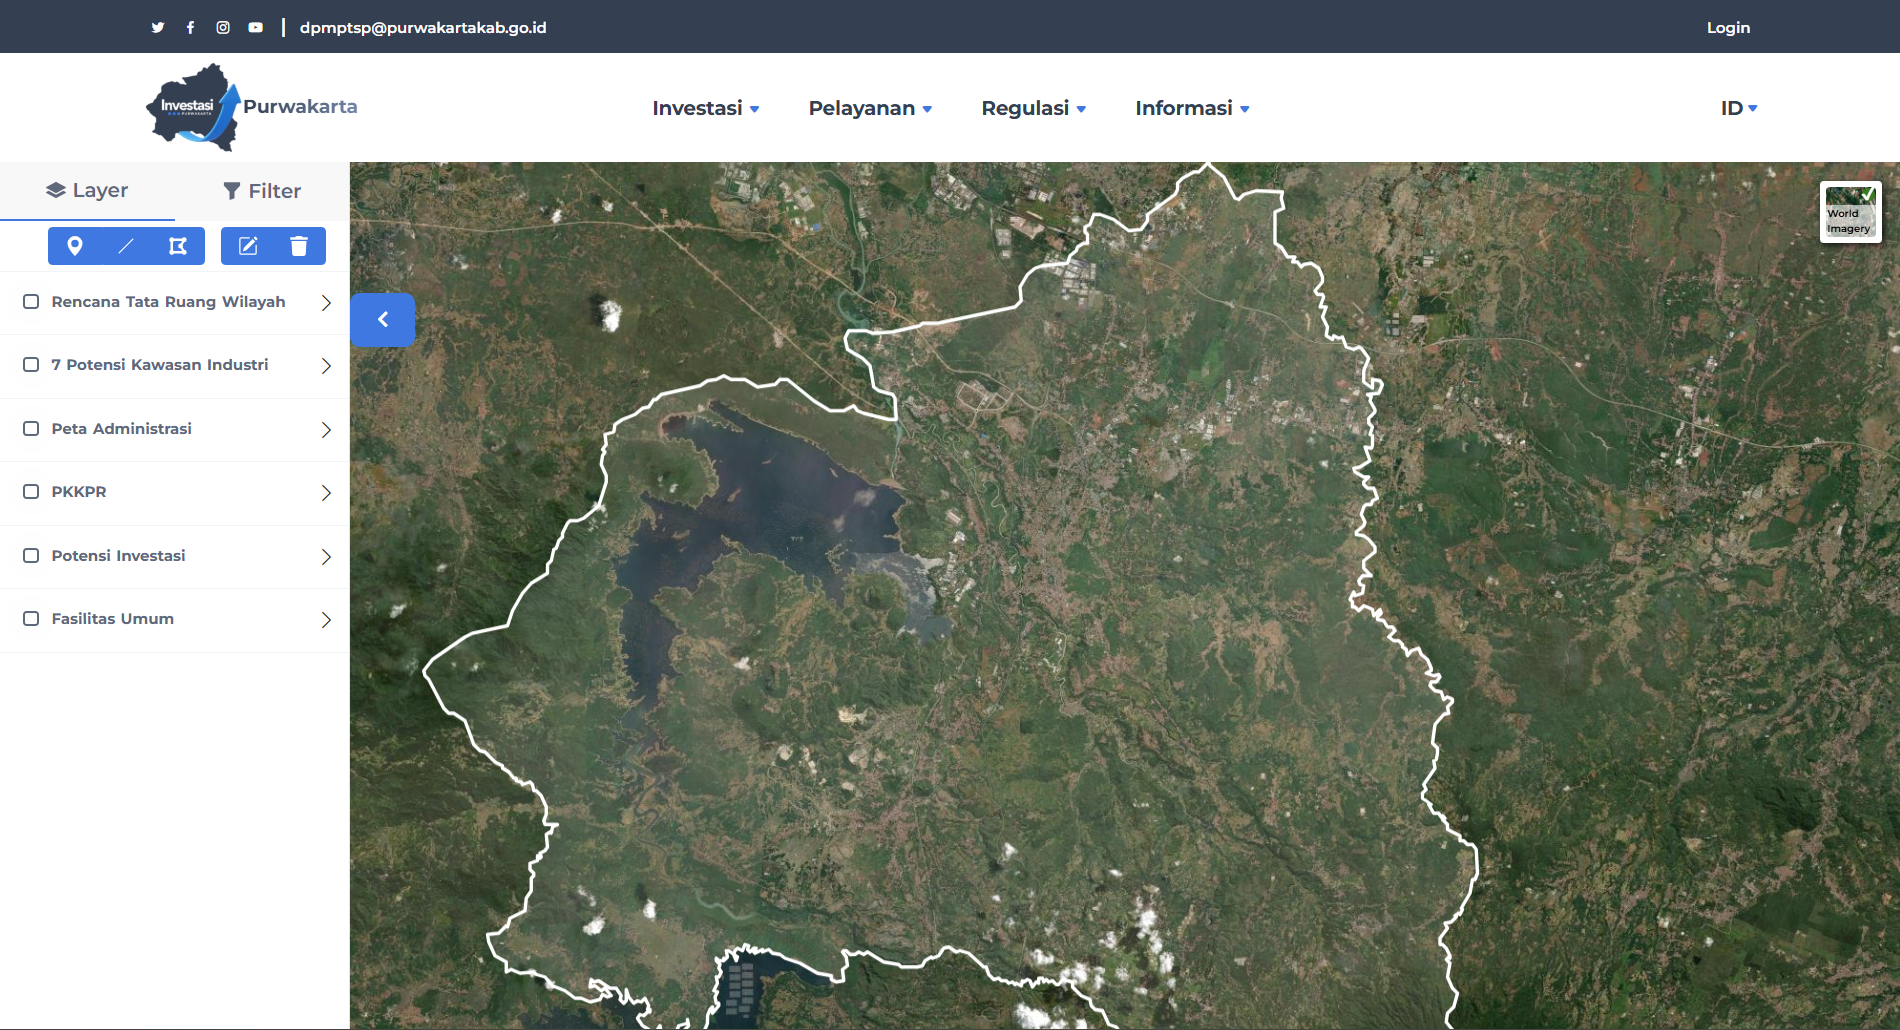 dpmptsp@purwakartakab.go.id
Login
Investasi
PURWAKARTA
Purwakarta
Investasi
Pelayanan
Regulasi
Informasi
ID
Layer
Filter
World
Imagery
Rencana Tata Ruang Wilayah
7 Potensi Kawasan Industri
Peta Administrasi
PKKPR
Potensi Investasi
Fasilitas Umum